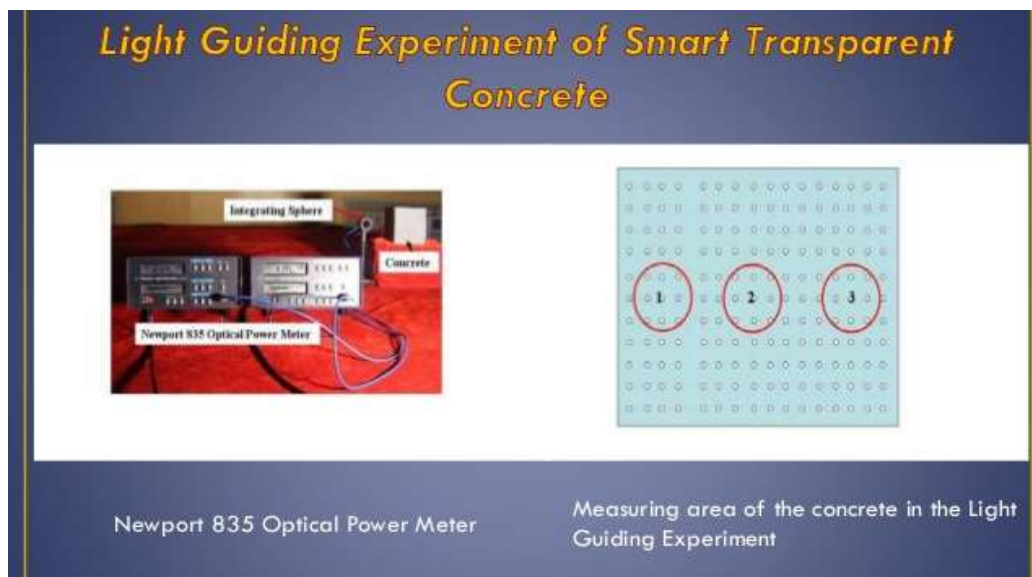 Light Guiding Experiment of Smart Transparent
Concrete
Integrating Sphere
Concrete
Newport 835 Optical Power Meter
1
2
3
Newport 835 Optical Power Meter
Measuring area of the concrete in the Light
Guiding Experiment